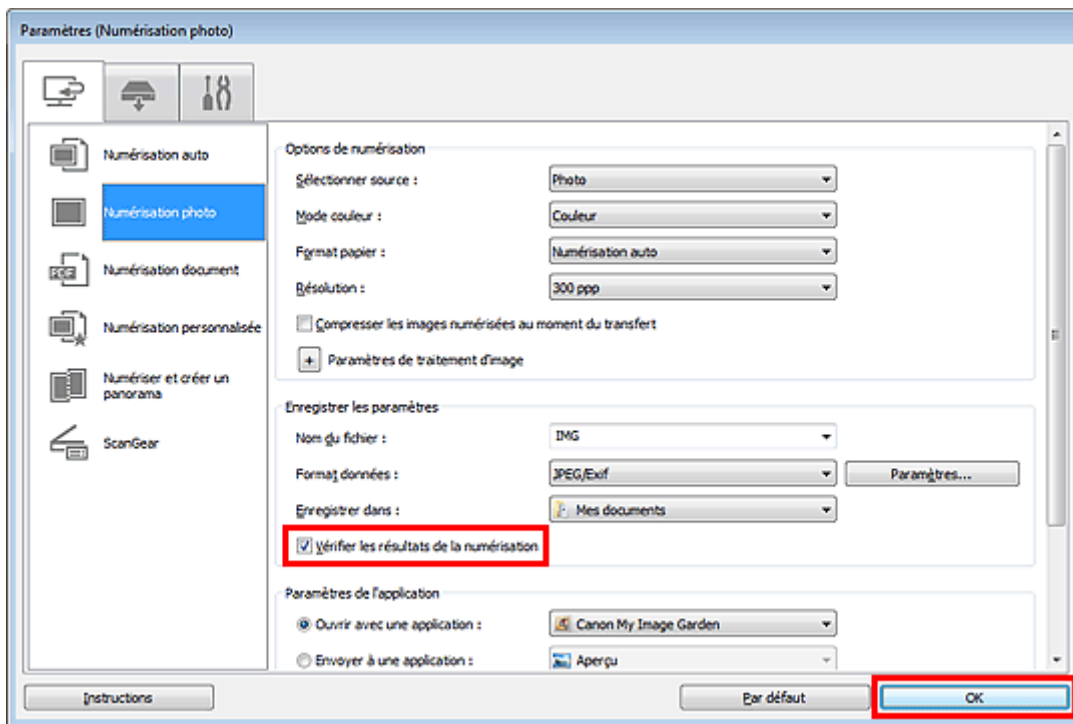 Paramètres (Numérisation photo)
Numérisation auto
Numérisation photo
PDF
Numérisation document
Numérisation personnalisée
Numériser et créer un
panorama
ScanGear
Options de numérisation
Sélectionner source : Photo
Mode couleur : Couleur
Format papier : Numérisation auto
Résolution : 300 ppp
Compresser les images numérisées au moment du transfert
+ Paramètres de traitement d'image
Enregistrer les paramètres
Nom du fichier : IMG
Format données : JPEG/Exif Paramètres...
Enregistrer dans : Mes documents
Vérifier les résultats de la numérisation
Paramètres de l'application
Ouvrir avec une application : Canon My Image Garden
Envoyer à une application : Aperçu
Instructions Par défaut OK